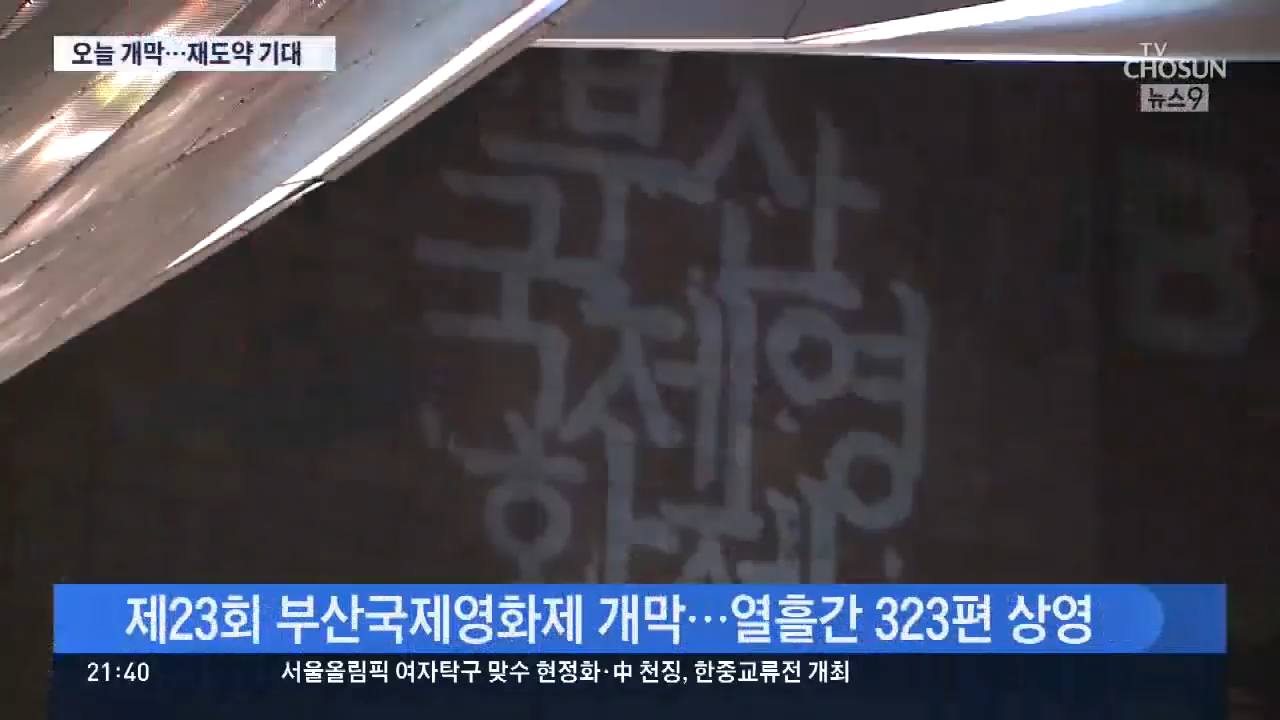 오늘 개막…재도약 기대
TV
CHOSUN
뉴스9
부산
국제영
화제
B
제23회 부산국제영화제 개막…열흘간 323편 상영
21:40 서울올림픽 여자탁구 맞수 현정화·中 천징, 한중교류전 개최